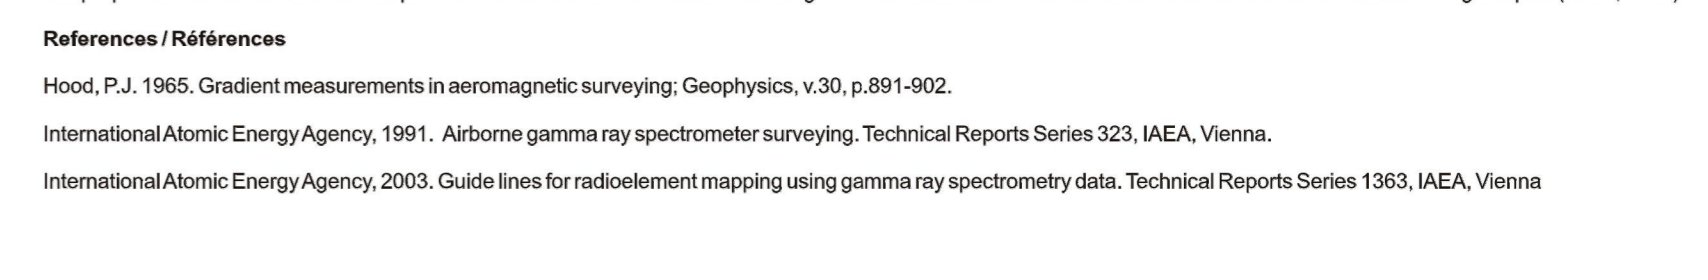 References / Références
Hood, P.J. 1965. Gradient measurements in aeromagnetic surveying; Geophysics, v.30, p.891-902.
International Atomic Energy Agency, 1991. Airborne gamma ray spectrometer surveying. Technical Reports Series 323, IAEA, Vienna.
International Atomic Energy Agency, 2003. Guide lines for radioelement mapping using gamma ray spectrometry data. Technical Reports Series 1363, IAEA, Vienna